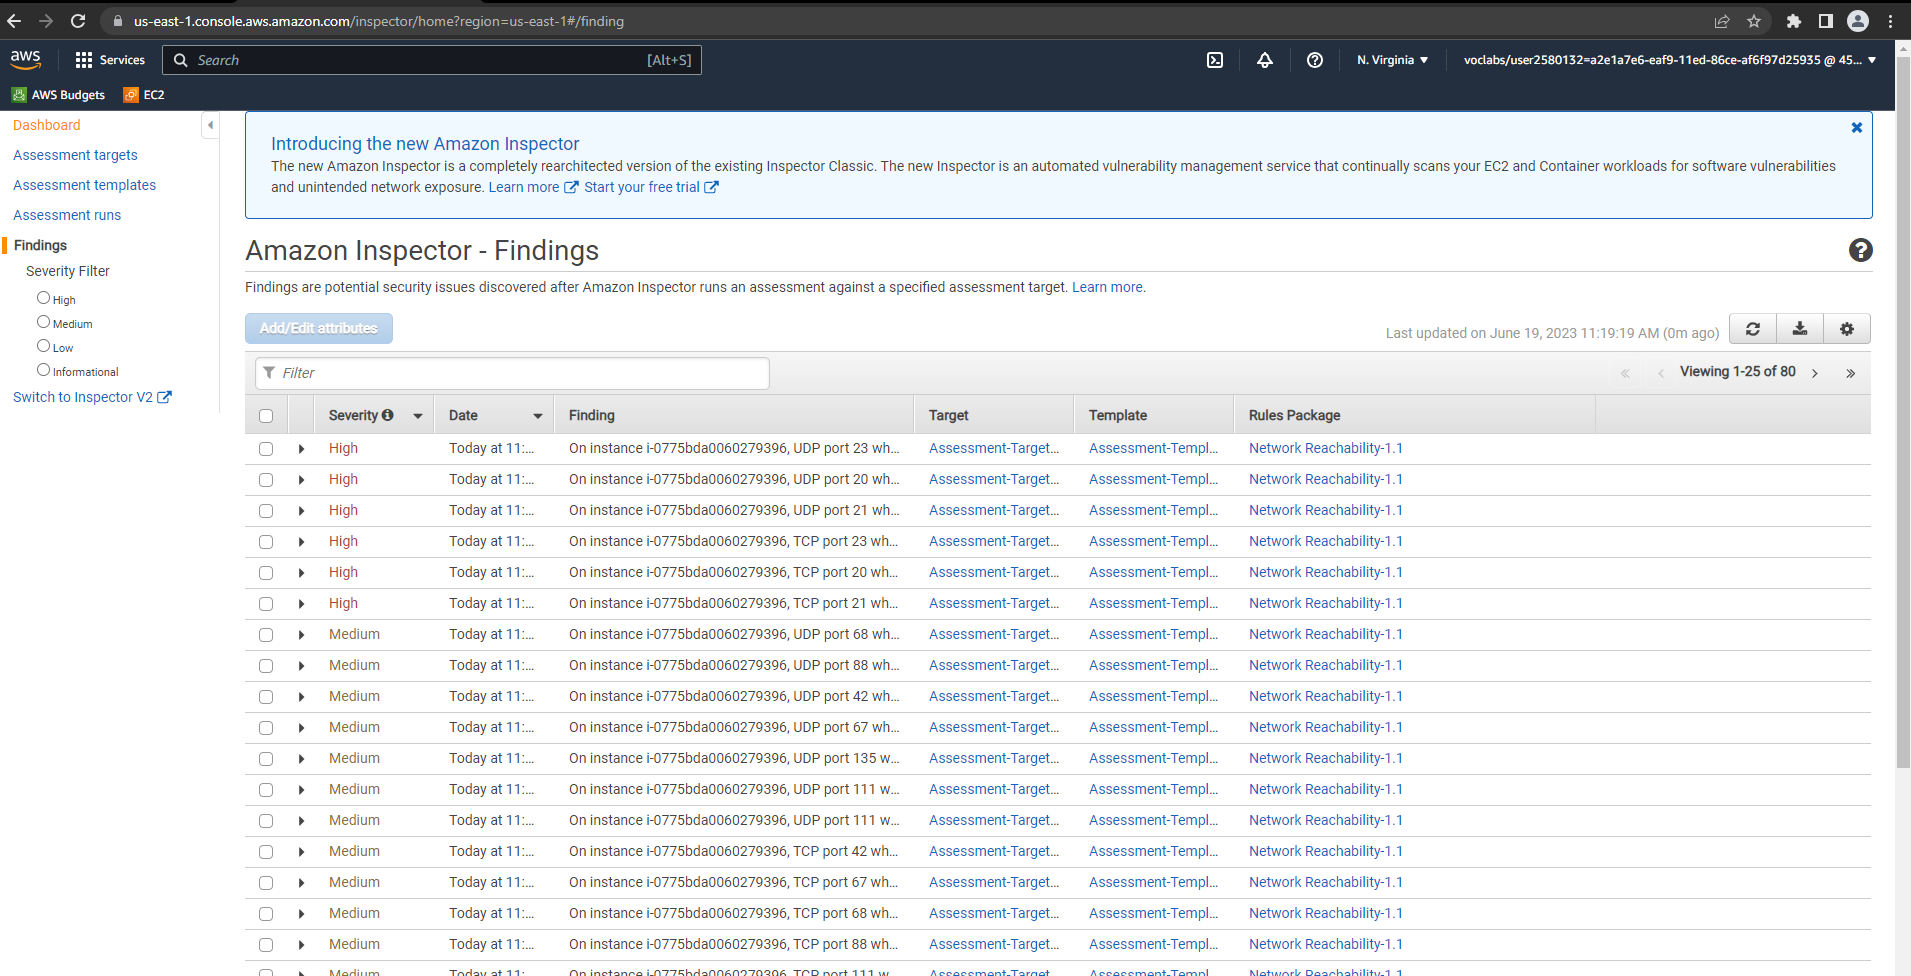 us-east-1.console.aws.amazon.com/inspector/home?region=us-east-1#/finding
aws Services Search [Alt+S] N. Virginia voclabs/user2580132=a2e1a7e6-eaf9-11ed-86ce-af6f97d25935 @ 45...
AWS Budgets EC2
Dashboard
Assessment targets
Assessment templates
Assessment runs
Findings
Severity Filter
High
Medium
Low
Informational
Switch to Inspector V2
Introducing the new Amazon Inspector
The new Amazon Inspector is a completely rearchitected version of the existing Inspector Classic. The new Inspector is an automated vulnerability management service that continually scans your EC2 and Container workloads for software vulnerabilities
and unintended network exposure. Learn more Start your free trial
Amazon Inspector - Findings
Findings are potential security issues discovered after Amazon Inspector runs an assessment against a specified assessment target. Learn more.
Add/Edit attributes
Last updated on June 19, 2023 11:19:19 AM (0m ago)
Filter
« ‹ Viewing 1-25 of 80 › »
Severity Date Finding Target Template Rules Package
High Today at 11:... On instance i-0775bda0060279396, UDP port 23 wh... Assessment-Target... Assessment-Templ... Network Reachability-1.1
High Today at 11:... On instance i-0775bda0060279396, UDP port 20 wh... Assessment-Target... Assessment-Templ... Network Reachability-1.1
High Today at 11:... On instance i-0775bda0060279396, UDP port 21 wh... Assessment-Target... Assessment-Templ... Network Reachability-1.1
High Today at 11:... On instance i-0775bda0060279396, TCP port 23 wh... Assessment-Target... Assessment-Templ... Network Reachability-1.1
High Today at 11:... On instance i-0775bda0060279396, TCP port 20 wh... Assessment-Target... Assessment-Templ... Network Reachability-1.1
High Today at 11:... On instance i-0775bda0060279396, TCP port 21 wh... Assessment-Target... Assessment-Templ... Network Reachability-1.1
Medium Today at 11:... On instance i-0775bda0060279396, UDP port 68 wh... Assessment-Target... Assessment-Templ... Network Reachability-1.1
Medium Today at 11:... On instance i-0775bda0060279396, UDP port 88 wh... Assessment-Target... Assessment-Templ... Network Reachability-1.1
Medium Today at 11:... On instance i-0775bda0060279396, UDP port 42 wh... Assessment-Target... Assessment-Templ... Network Reachability-1.1
Medium Today at 11:... On instance i-0775bda0060279396, UDP port 67 wh... Assessment-Target... Assessment-Templ... Network Reachability-1.1
Medium Today at 11:... On instance i-0775bda0060279396, UDP port 135 w... Assessment-Target... Assessment-Templ... Network Reachability-1.1
Medium Today at 11:... On instance i-0775bda0060279396, UDP port 111 w... Assessment-Target... Assessment-Templ... Network Reachability-1.1
Medium Today at 11:... On instance i-0775bda0060279396, UDP port 111 w... Assessment-Target... Assessment-Templ... Network Reachability-1.1
Medium Today at 11:... On instance i-0775bda0060279396, TCP port 42 wh... Assessment-Target... Assessment-Templ... Network Reachability-1.1
Medium Today at 11:... On instance i-0775bda0060279396, TCP port 67 wh... Assessment-Target... Assessment-Templ... Network Reachability-1.1
Medium Today at 11:... On instance i-0775bda0060279396, TCP port 68 wh... Assessment-Target... Assessment-Templ... Network Reachability-1.1
Medium Today at 11:... On instance i-0775bda0060279396, TCP port 88 wh... Assessment-Target... Assessment-Templ... Network Reachability-1.1
Medium Today at 11:... On instance i-0775bda0060279396, TCP port 111 w... Assessment-Target... Assessment-Templ... Network Reachability-1.1